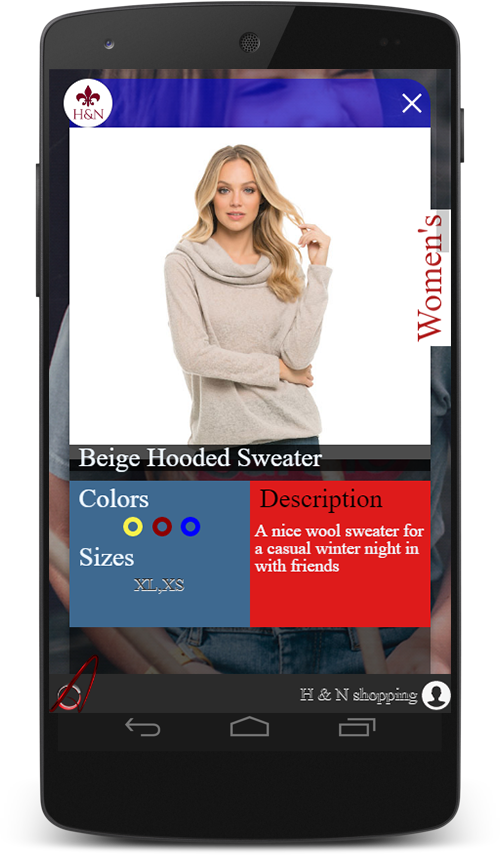 H&N
Women's
Beige Hooded Sweater
Colors
Sizes
XL,XS
Description
A nice wool sweater for
a casual winter night in
with friends
H & N shopping